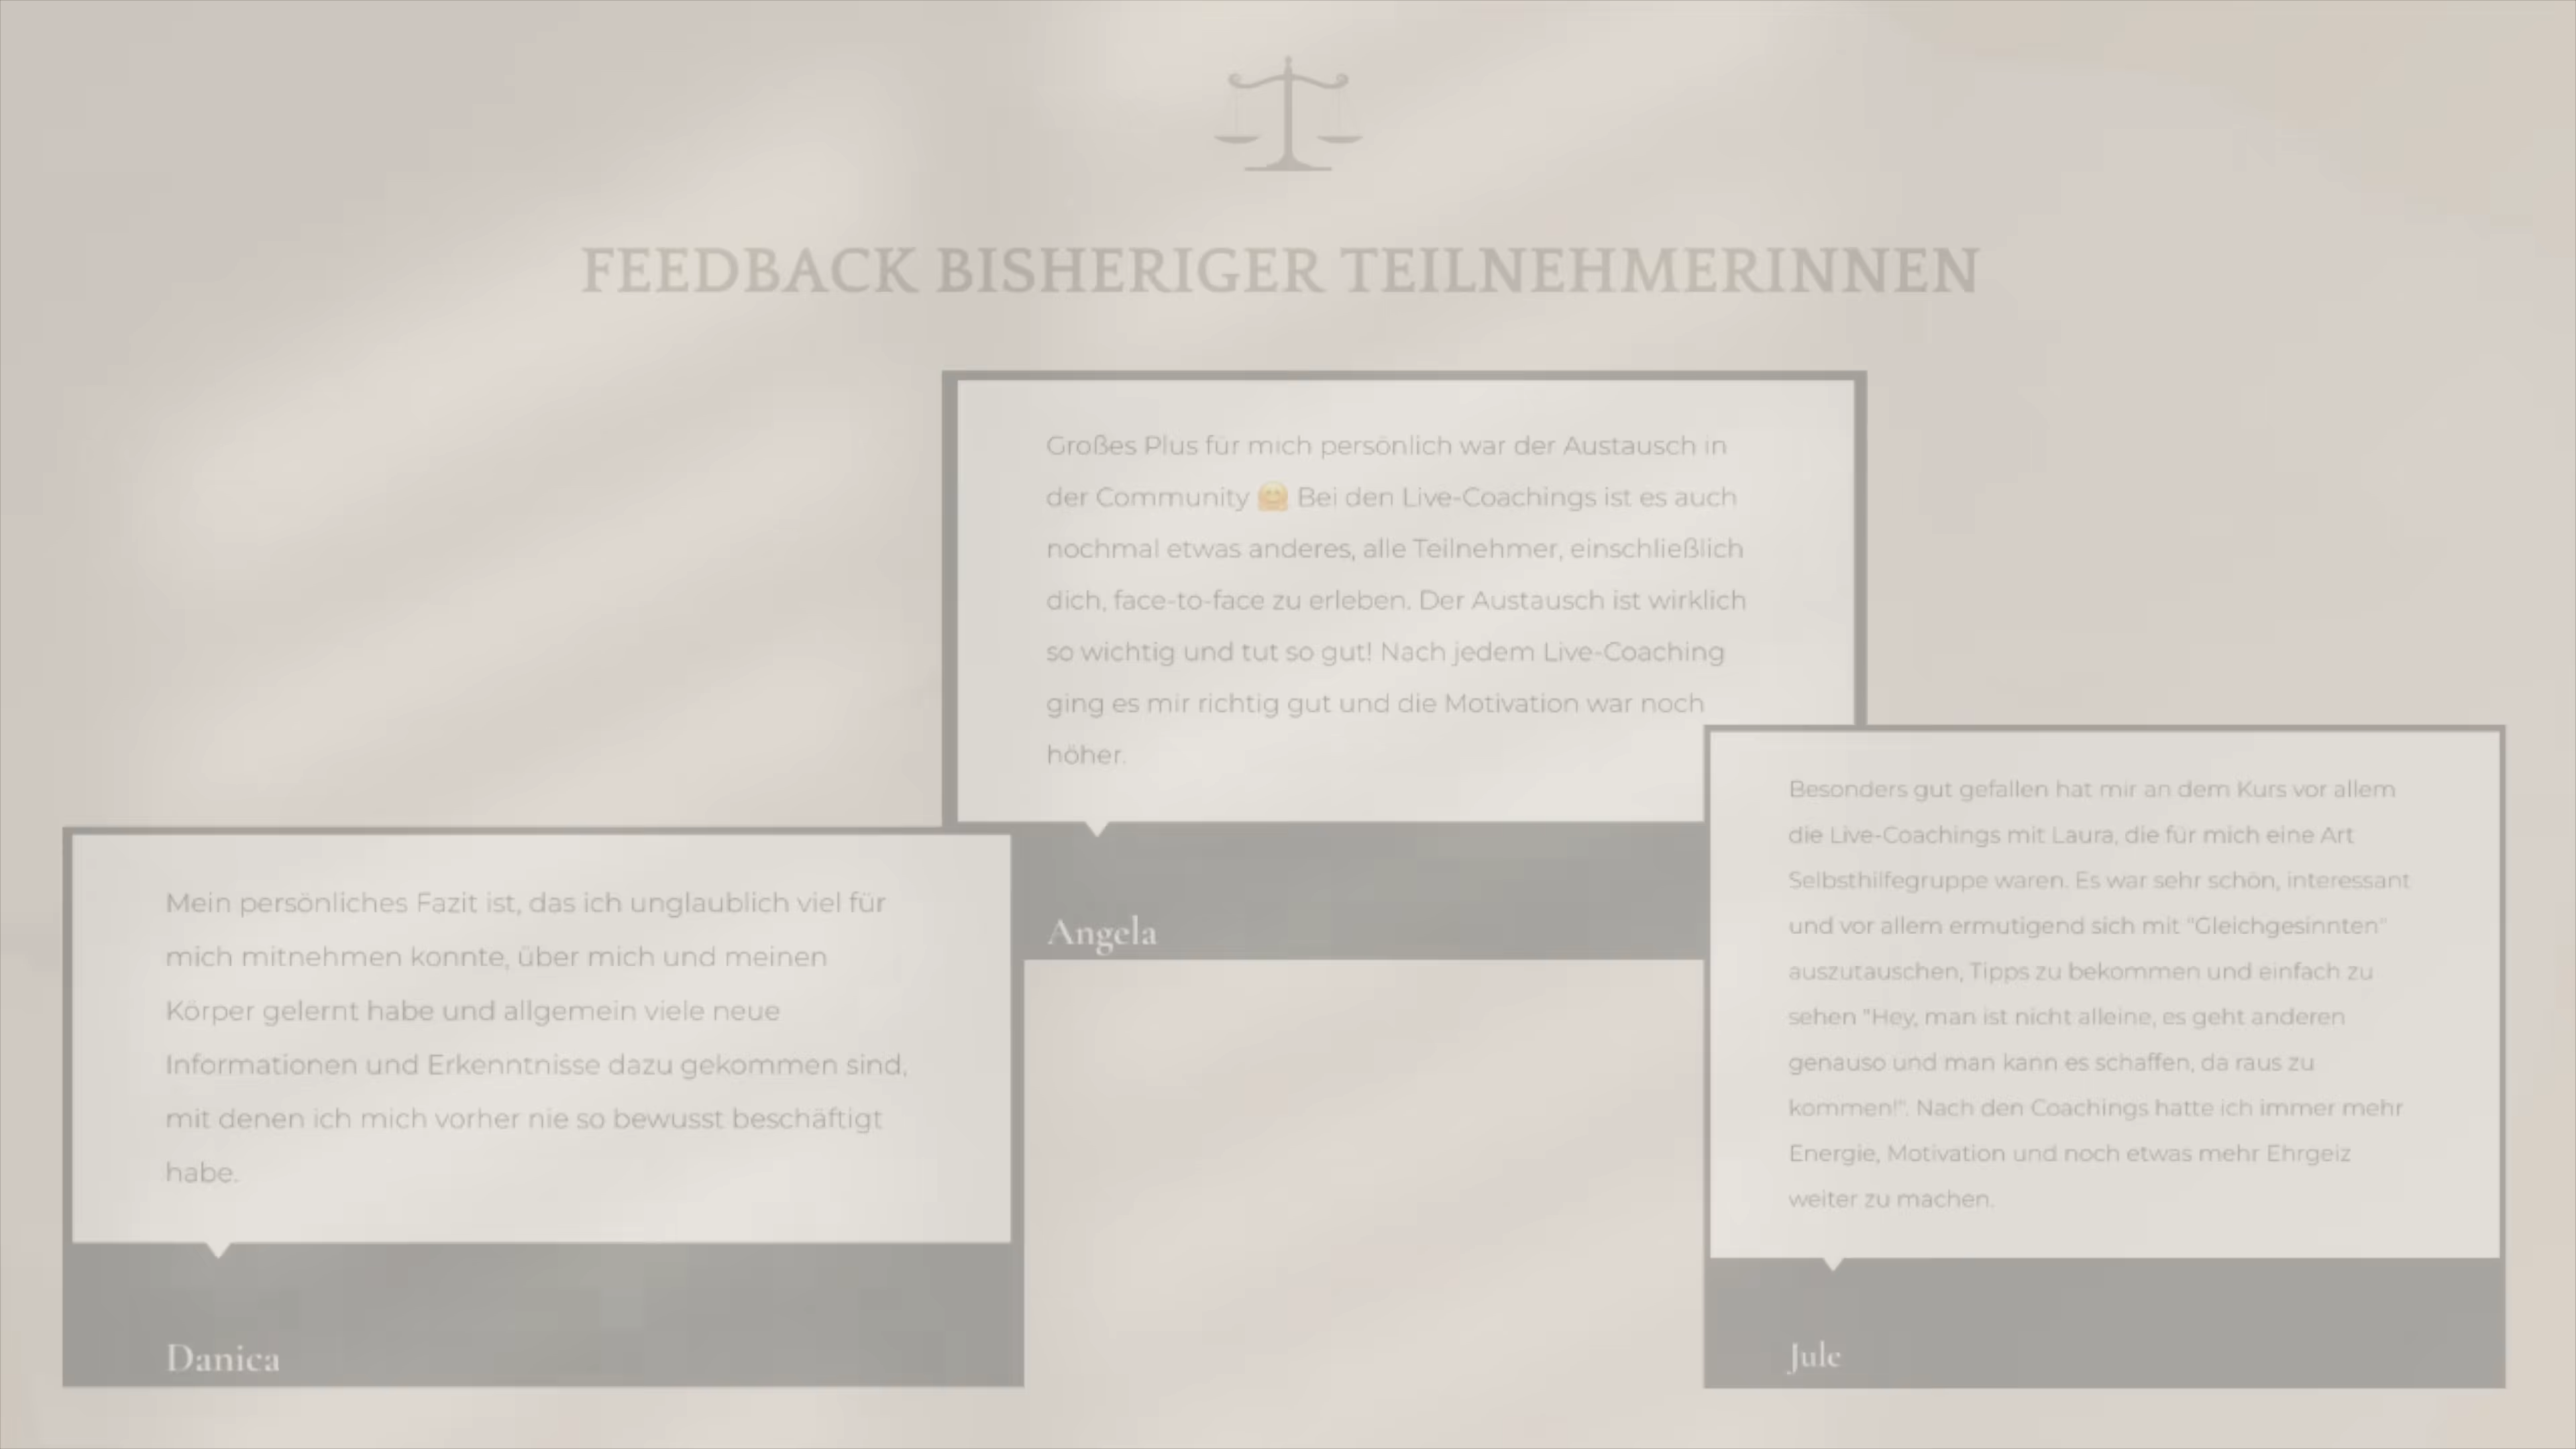 FEEDBACK BISHERIGER TEILNEHMERINNEN
Großes Plus für mich persönlich war der Austausch in
der Community 🤗 Bei den Live-Coachings ist es auch
nochmal etwas anderes, alle Teilnehmer, einschließlich
dich, face-to-face zu erleben. Der Austausch ist wirklich
so wichtig und tut so gut! Nach jedem Live-Coaching
ging es mir richtig gut und die Motivation war noch
höher.
Angela
Mein persönliches Fazit ist, das ich unglaublich viel für
mich mitnehmen konnte, über mich und meinen
Körper gelernt habe und allgemein viele neue
Informationen und Erkenntnisse dazu gekommen sind,
mit denen ich mich vorher nie so bewusst beschäftigt
habe.
Danica
Besonders gut gefallen hat mir an dem Kurs vor allem
die Live-Coachings mit Laura, die für mich eine Art
Selbsthilfegruppe waren. Es war sehr schön, interessant
und vor allem ermutigend sich mit "Gleichgesinnten"
auszutauschen, Tipps zu bekommen und einfach zu
sehen "Hey, man ist nicht alleine, es geht anderen
genauso und man kann es schaffen, da raus zu
kommen!". Nach den Coachings hatte ich immer mehr
Energie, Motivation und noch etwas mehr Ehrgeiz
weiter zu machen.
Jule